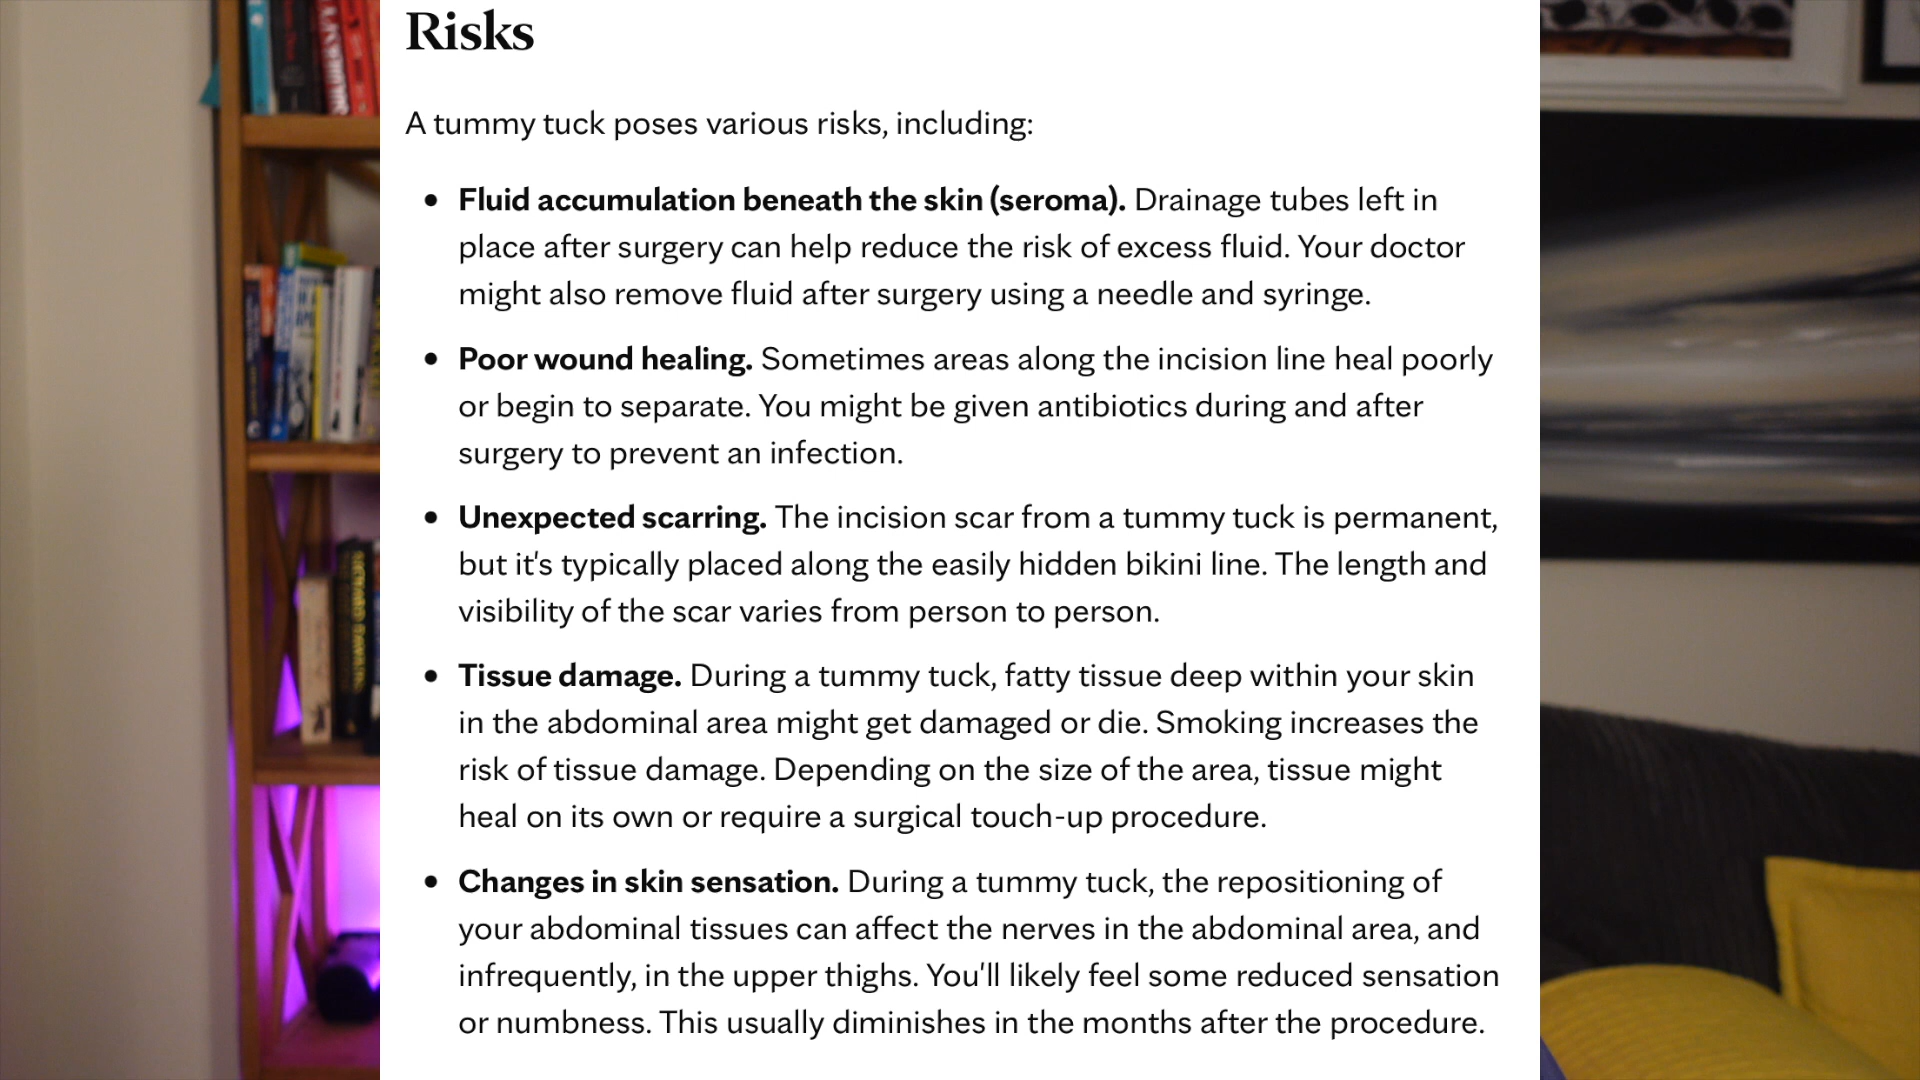 Risks
A tummy tuck poses various risks, including:
• Fluid accumulation beneath the skin (seroma). Drainage tubes left in
place after surgery can help reduce the risk of excess fluid. Your doctor
might also remove fluid after surgery using a needle and syringe.
• Poor wound healing. Sometimes areas along the incision line heal poorly
or begin to separate. You might be given antibiotics during and after
surgery to prevent an infection.
• Unexpected scarring. The incision scar from a tummy tuck is permanent,
but it's typically placed along the easily hidden bikini line. The length and
visibility of the scar varies from person to person.
• Tissue damage. During a tummy tuck, fatty tissue deep within your skin
in the abdominal area might get damaged or die. Smoking increases the
risk of tissue damage. Depending on the size of the area, tissue might
heal on its own or require a surgical touch-up procedure.
• Changes in skin sensation. During a tummy tuck, the repositioning of
your abdominal tissues can affect the nerves in the abdominal area, and
infrequently, in the upper thighs. You'll likely feel some reduced sensation
or numbness. This usually diminishes in the months after the procedure.